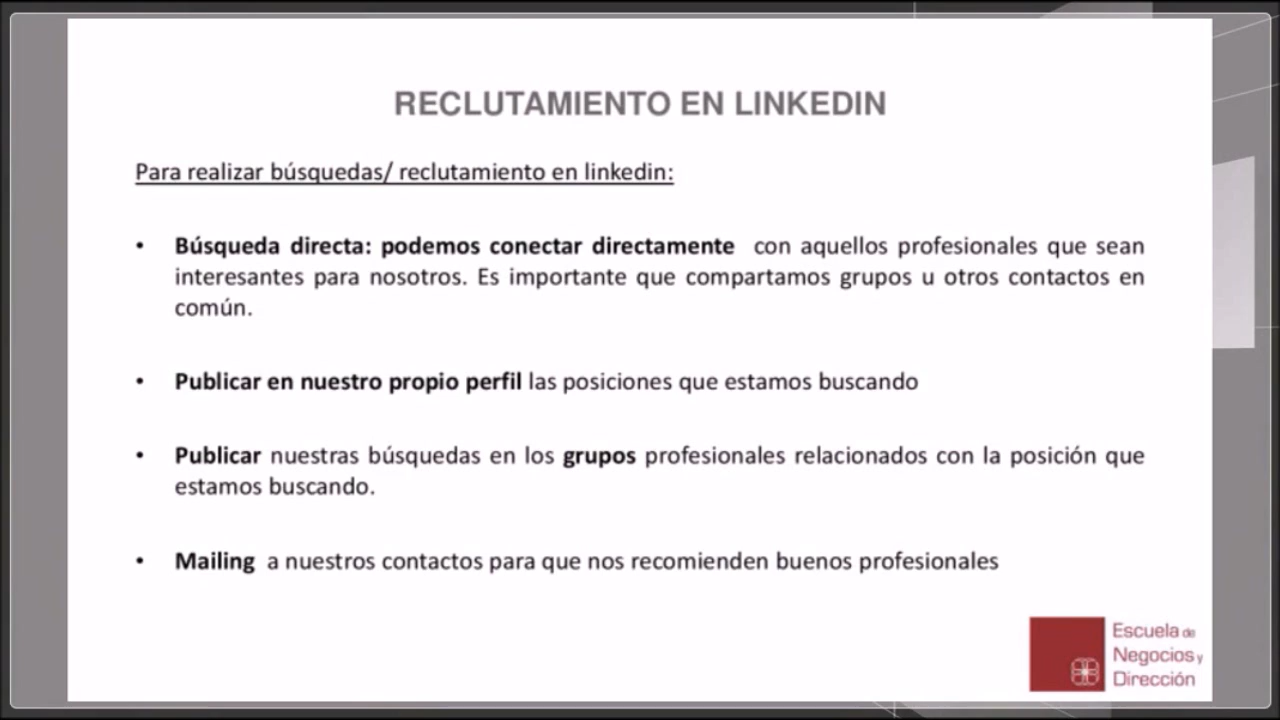 RECLUTAMIENTO EN LINKEDIN
Para realizar búsquedas/ reclutamiento en linkedin:
• Búsqueda directa: podemos conectar directamente con aquellos profesionales que sean
interesantes para nosotros. Es importante que compartamos grupos u otros contactos en
común.
• Publicar en nuestro propio perfil las posiciones que estamos buscando
• Publicar nuestras búsquedas en los grupos profesionales relacionados con la posición que
estamos buscando.
• Mailing a nuestros contactos para que nos recomienden buenos profesionales
Escuela de
Negocios y
Dirección